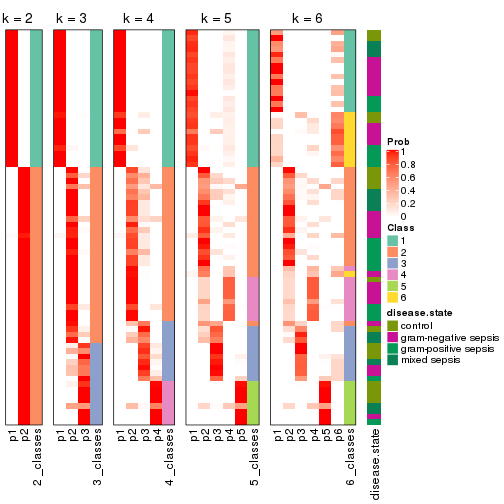 k = 2 k = 3 k = 4 k = 5 k = 6
Prob
1
0.8
0.6
0.4
0.2
0
Class
1
2
3
4
5
6
disease.state
control
gram-negative sepsis
gram-positive sepsis
mixed sepsis
p1 p2 2_classes p1 p2 p3 3_classes p1 p2 p3 p4 4_classes p1 p2 p3 p4 p5 5_classes p1 p2 p3 p4 p5 p6 6_classes disease.state